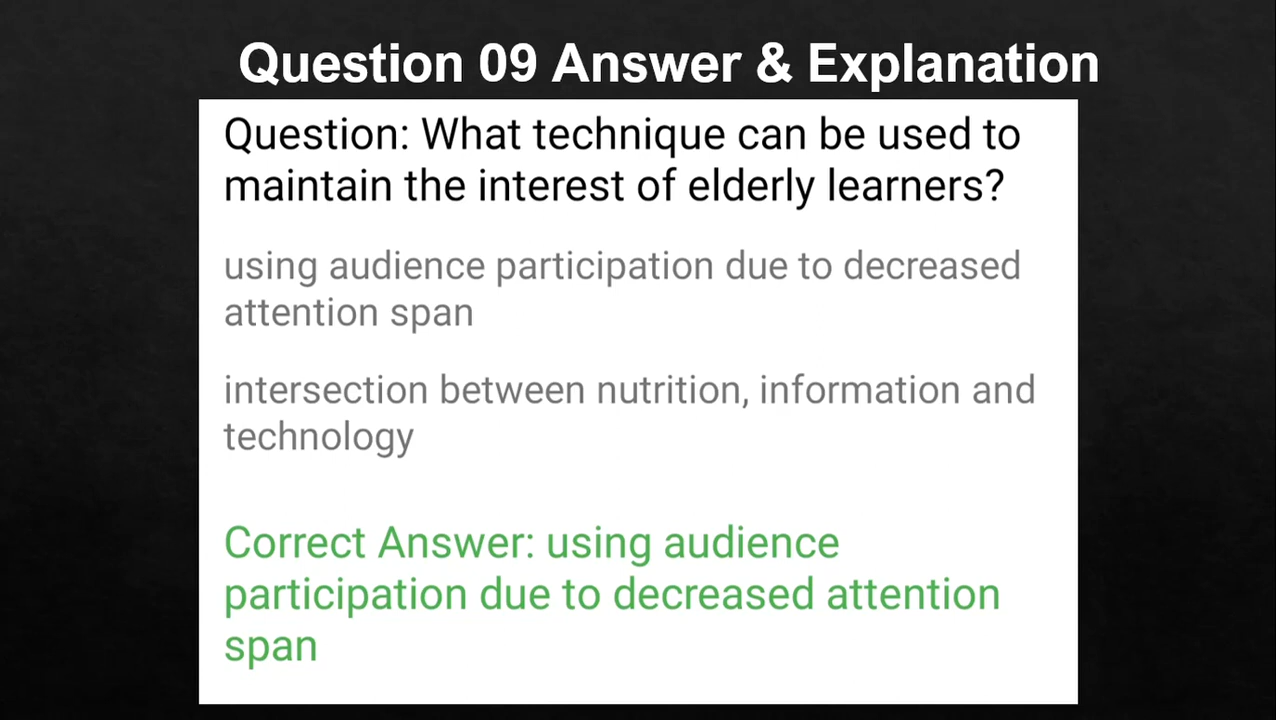 Question 09 Answer & Explanation
Question: What technique can be used to
maintain the interest of elderly learners?
using audience participation due to decreased
attention span
intersection between nutrition, information and
technology
Correct Answer: using audience
participation due to decreased attention
span